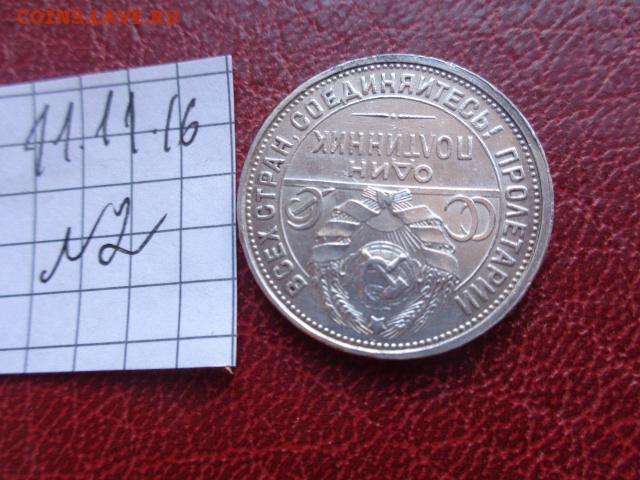 COINS.LAVE.RU
11.11.16
N2
ПРОЛЕТАРИИ ВСЕХ СТРАН, СОЕДИНЯЙТЕСЬ!
ОДИН
ПОЛТИННИК
СССР